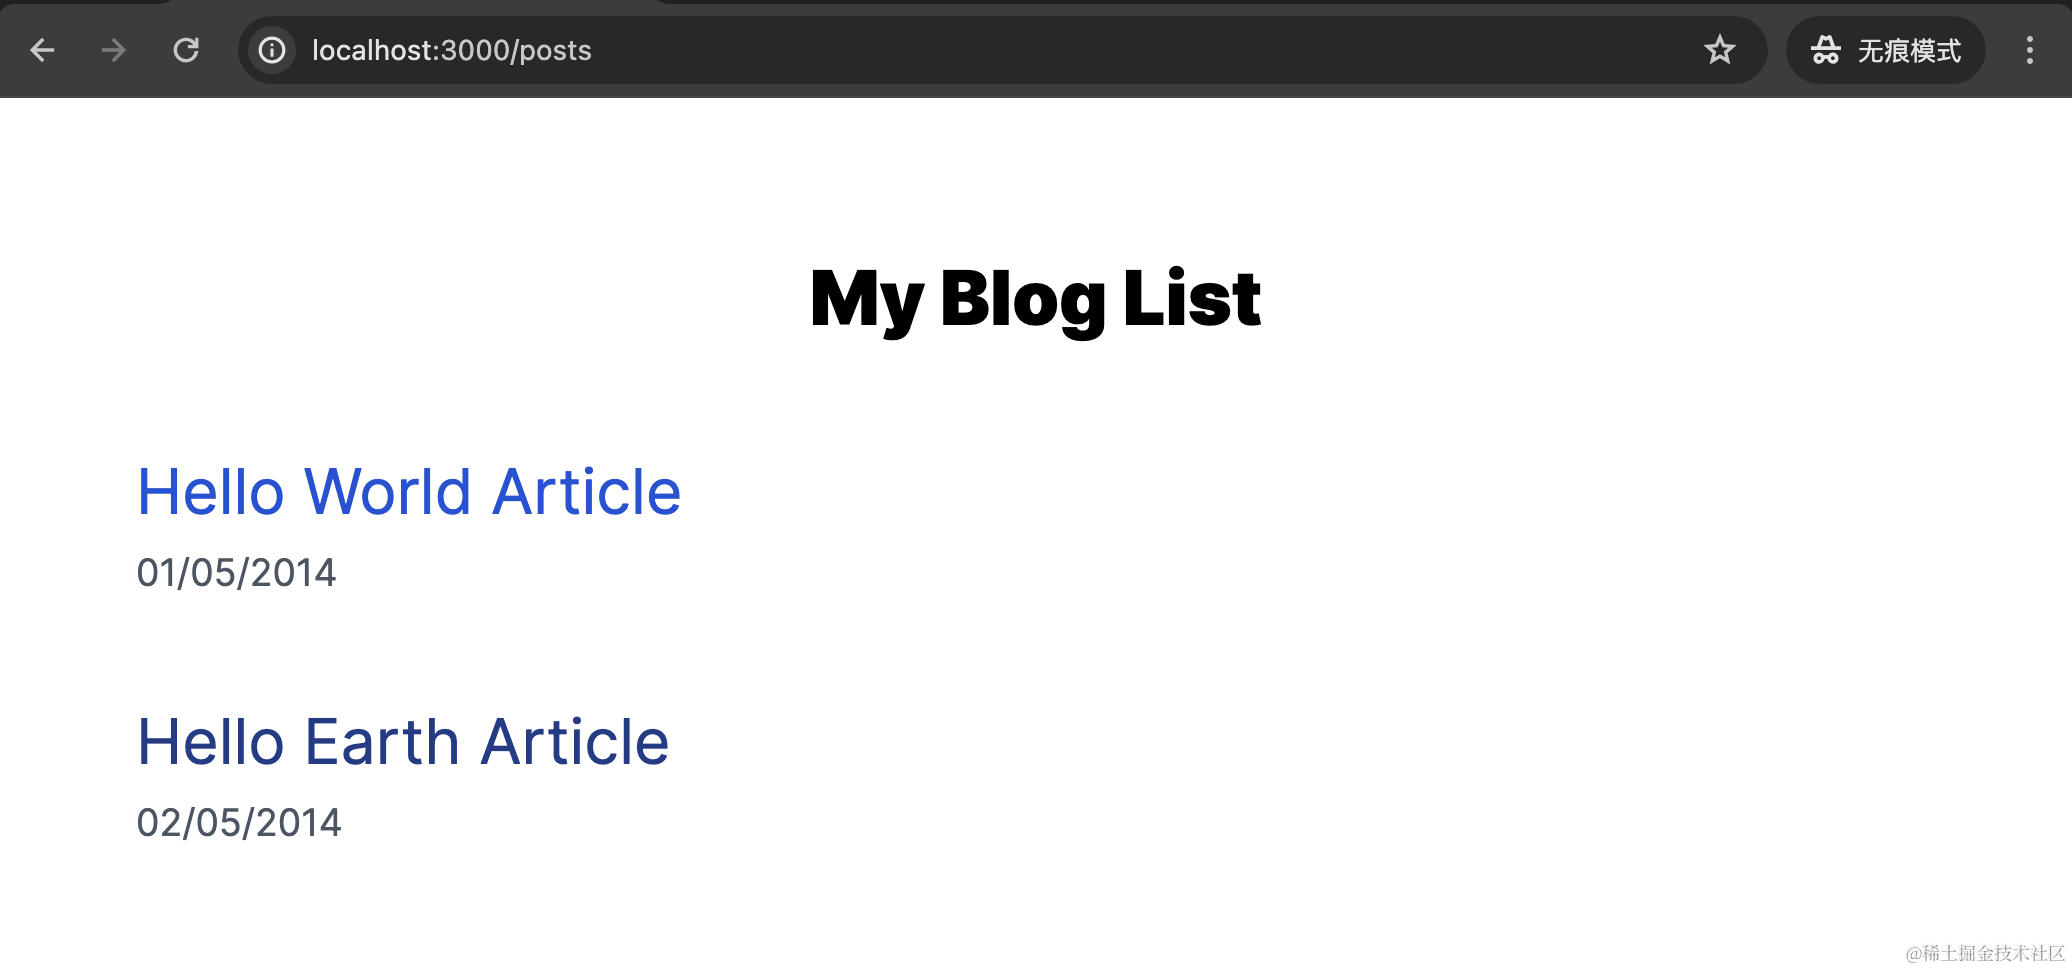 localhost:3000/posts
无痕模式
My Blog List
Hello World Article
01/05/2014
Hello Earth Article
02/05/2014
@稀土掘金技术社区